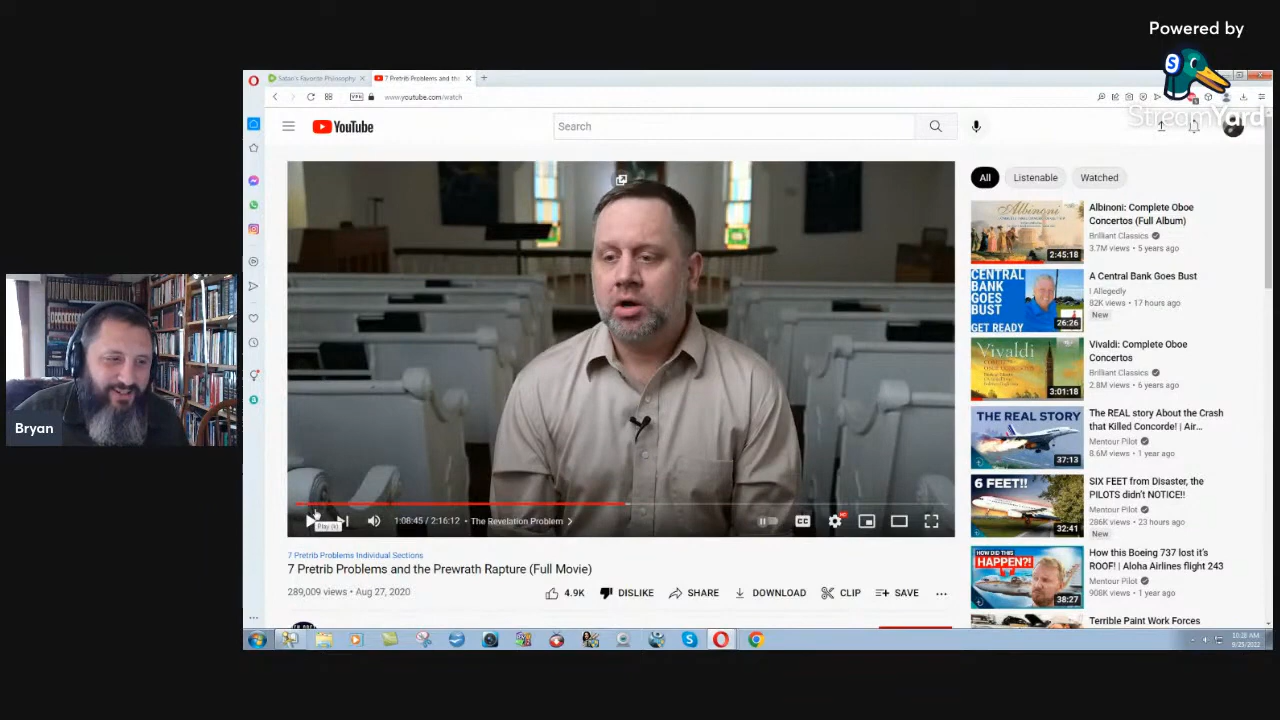 Powered by
StreamYard
Satan's Favorite Philosophy
7 Pretrib Problems and the
VPN
www.youtube.com/watch
YouTube
Search
All
Listenable
Watched
Albinoni
2:45:18
Albinoni: Complete Oboe
Concertos (Full Album)
Brilliant Classics
3.7M views • 5 years ago
CENTRAL
BANK
GOES
BUST
GET READY
26:26
A Central Bank Goes Bust
I Allegedly
82K views • 17 hours ago
New
Vivaldi
3:01:18
Vivaldi: Complete Oboe
Concertos
Brilliant Classics
2.8M views • 6 years ago
THE REAL STORY
37:13
The REAL story About the Crash
that Killed Concorde! | Air...
Mentour Pilot
8.6M views • 1 year ago
6 FEET!!
32:41
SIX FEET from Disaster, the
PILOTS didn't NOTICE!!
Mentour Pilot
286K views • 23 hours ago
New
HOW DID THIS
HAPPEN?!
38:27
How this Boeing 737 lost it's
ROOF! | Aloha Airlines flight 243
Mentour Pilot
908K views • 1 year ago
Terrible Paint Work Forces
Bryan
Play (k)
1:08:45 / 2:16:12 • The Revelation Problem
CC
HD
7 Pretrib Problems Individual Sections
7 Pretrib Problems and the Prewrath Rapture (Full Movie)
289,009 views • Aug 27, 2020
4.9K
DISLIKE
SHARE
DOWNLOAD
CLIP
SAVE
10:28 AM